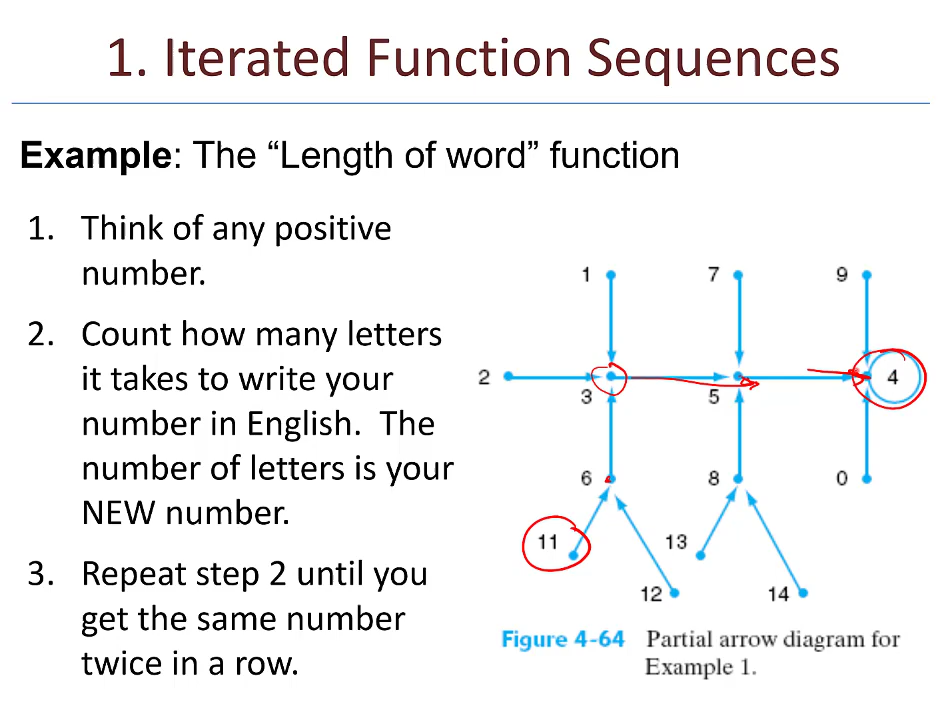 1. Iterated Function Sequences
Example: The “Length of word” function
1. Think of any positive
number.
2. Count how many letters
it takes to write your
number in English. The
number of letters is your
NEW number.
3. Repeat step 2 until you
get the same number
twice in a row.
1 7 9
2 4
3 5
6 8 0
11 13
12 14
Figure 4-64 Partial arrow diagram for
Example 1.